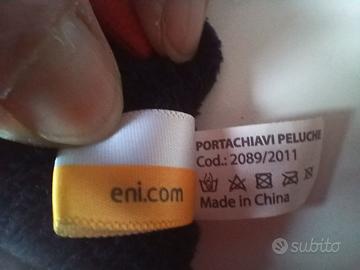 eni.com
PORTACHIAVI PELUCHE
Cod.: 2089/2011
Made in China
subito